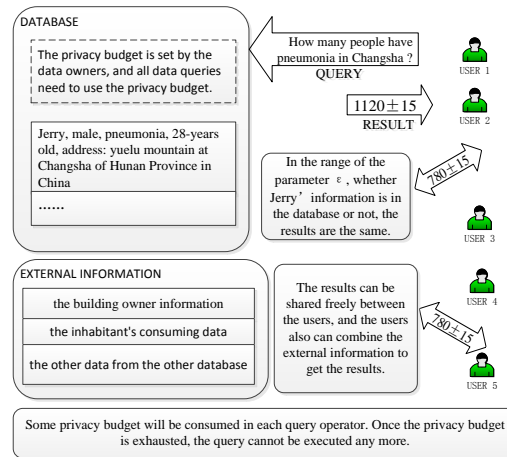 DATABASE
The privacy budget is set by the
data owners, and all data queries
need to use the privacy budget.
Jerry, male, pneumonia, 28-years
old, address: yuelu mountain at
Changsha of Hunan Province in
China
......
How many people have
pneumonia in Changsha ?
QUERY
USER 1
1120±15
RESULT
USER 2
In the range of the
parameter ε, whether
Jerry’ information is in
the database or not, the
results are the same.
780±15
USER 3
EXTERNAL INFORMATION
the building owner information
the inhabitant's consuming data
the other data from the other database
The results can be
shared freely between
the users, and the users
also can combine the
external information to
get the results.
USER 4
780±15
USER 5
Some privacy budget will be consumed in each query operator. Once the privacy budget
is exhausted, the query cannot be executed any more.